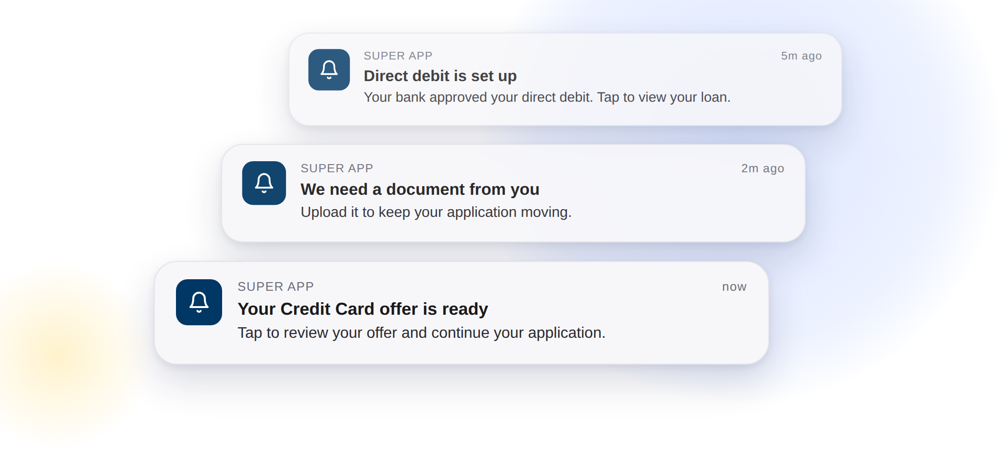 SUPER APP
5m ago
Direct debit is set up
Your bank approved your direct debit. Tap to view your loan.
SUPER APP
2m ago
We need a document from you
Upload it to keep your application moving.
SUPER APP
now
Your Credit Card offer is ready
Tap to review your offer and continue your application.